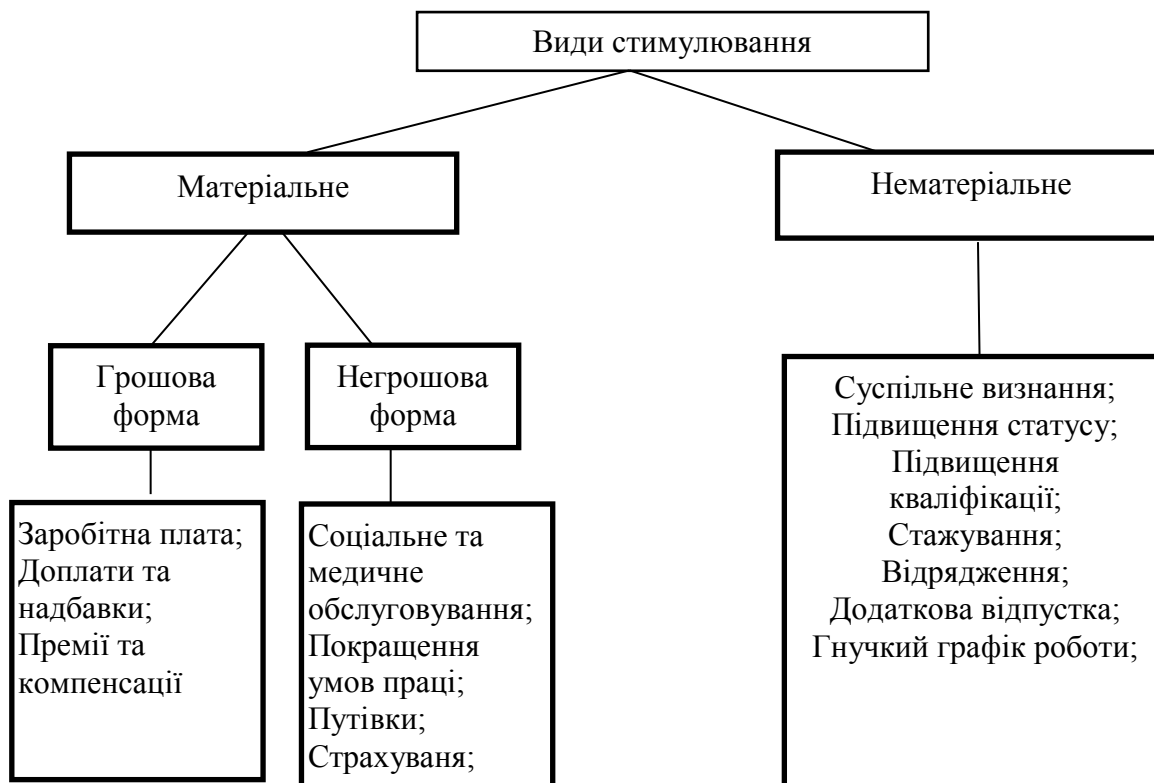 Види стимулювання
Матеріальне
Нематеріальне
Грошова
форма
Негрошова
форма
Заробітна плата;
Доплати та
надбавки;
Премії та
компенсації
Соціальне та
медичне
обслуговування;
Покращення
умов праці;
Путівки;
Страхуваня;
Суспільне визнання;
Підвищення статусу;
Підвищення
кваліфікації;
Стажування;
Відрядження;
Додаткова відпустка;
Гнучкий графік роботи;